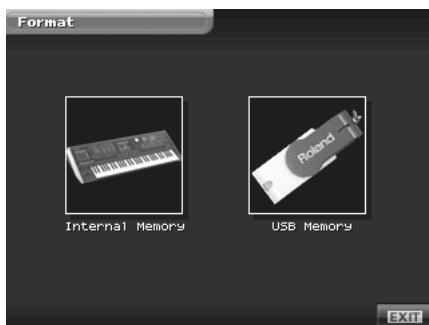 Format
Roland
Internal Memory
USB Memory
EXIT